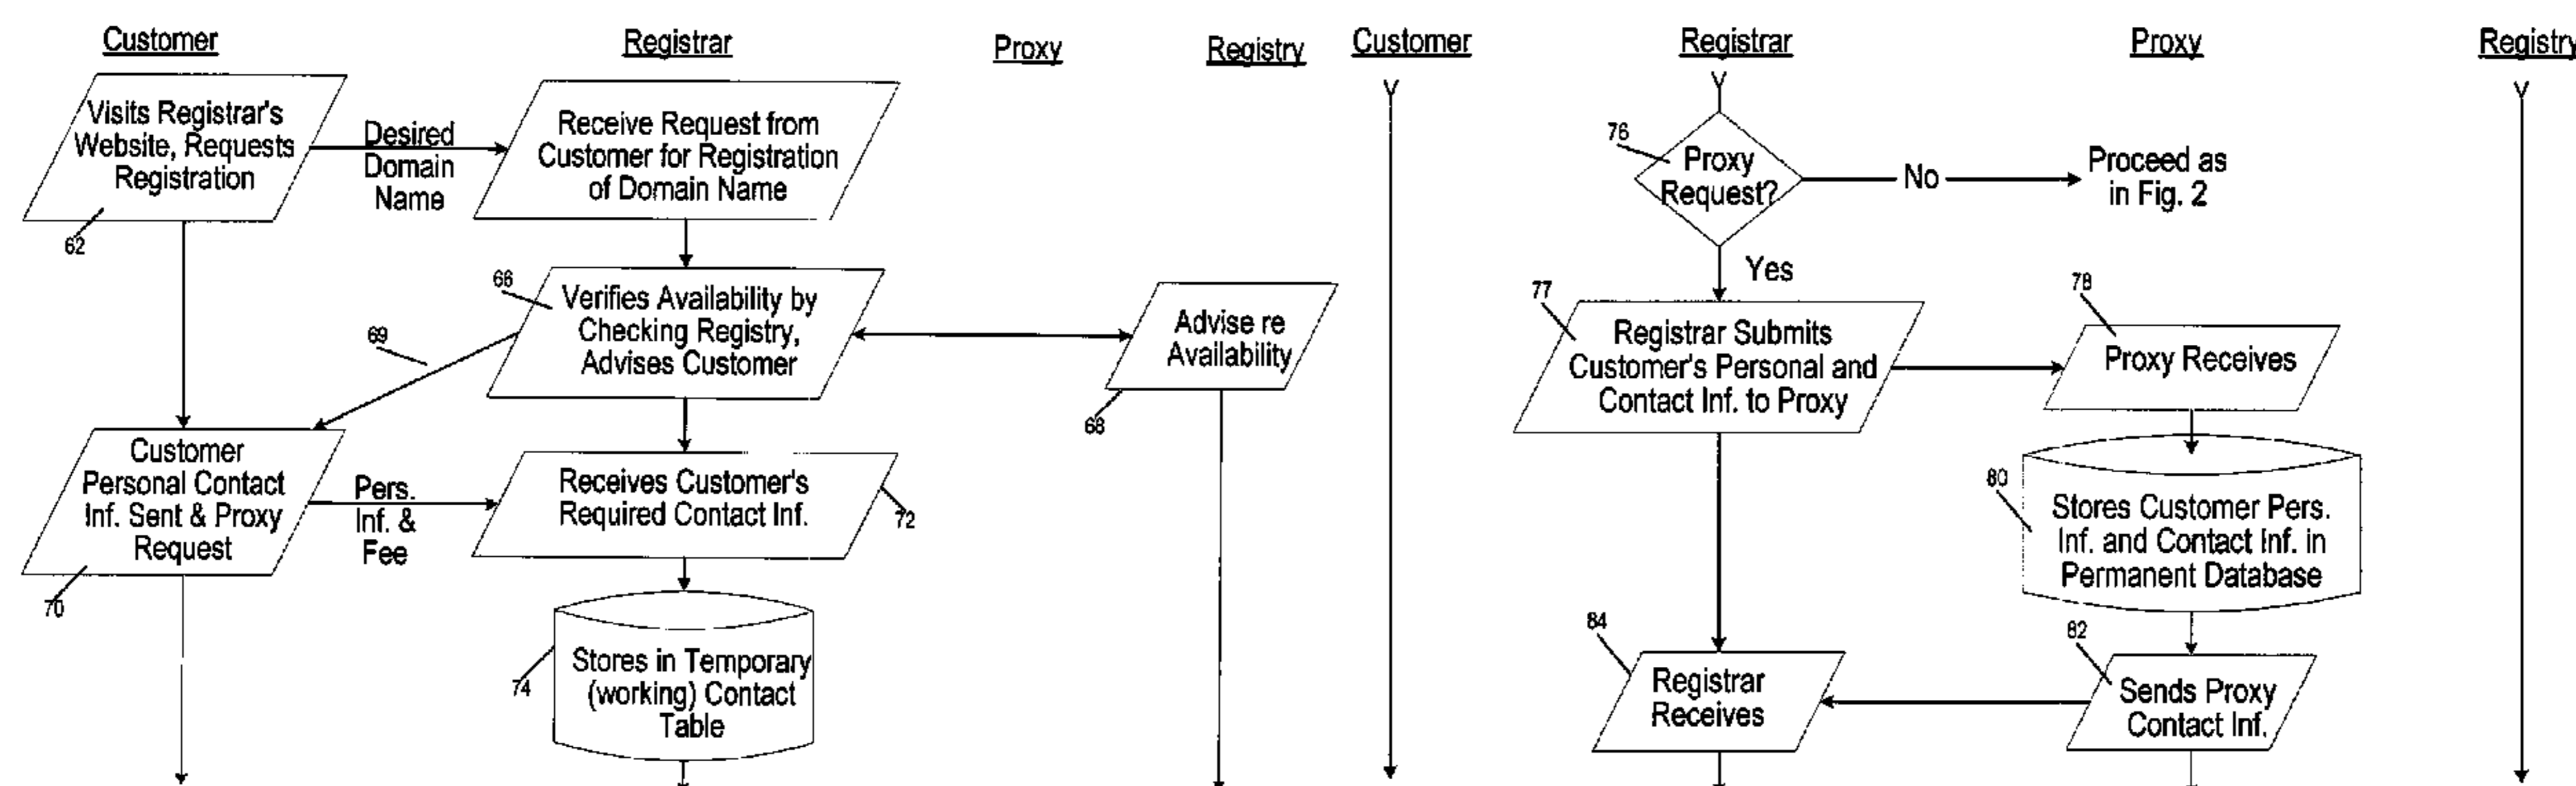 Customer
Registrar
Proxy
Registry
Visits Registrar's
Website, Requests
Registration
62
Desired
Domain
Name
Receive Request from
Customer for Registration
of Domain Name
66
Verifies Availability by
Checking Registry,
Advises Customer
69
Advise re
Availability
68
Customer
Personal Contact
Inf. Sent & Proxy
Request
70
Pers.
Inf. &
Fee
Receives Customer's
Required Contact Inf.
72
Stores in Temporary
(working) Contact
Table
74
Customer
Registrar
Proxy
Registry
76
Proxy
Request?
No
Proceed as
in Fig. 2
Yes
77
Registrar Submits
Customer's Personal and
Contact Inf. to Proxy
78
Proxy Receives
80
Stores Customer Pers.
Inf. and Contact Inf. in
Permanent Database
84
Registrar
Receives
82
Sends Proxy
Contact Inf.